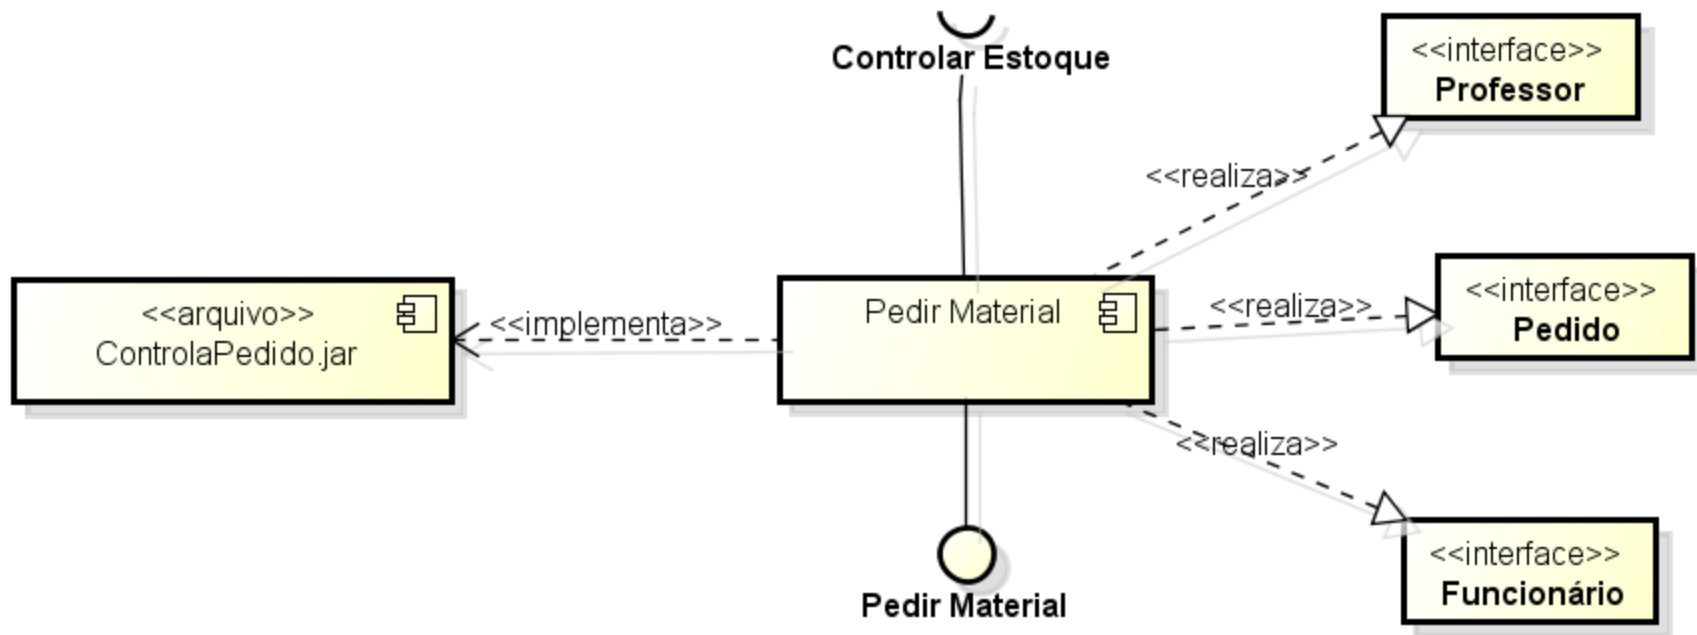 Controlar Estoque
<<interface>>
Professor
<<realiza>>
<<arquivo>>
ControlaPedido.jar
<<implementa>>
Pedir Material
<<realiza>>
<<interface>>
Pedido
<<realiza>>
<<interface>>
Funcionário
Pedir Material